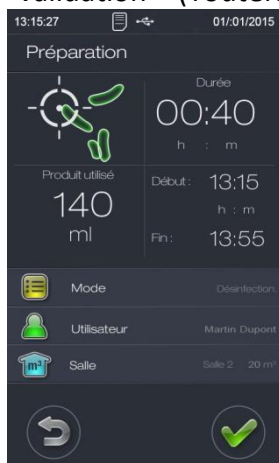 13:15:27 01/:01/2015
Préparation
Durée
00:40
h : m
Produit utilisé
140
ml
Début : 13:15
h : m
Fin : 13:55
Mode Désinfection
Utilisateur Martin Dupont
m³ Salle Salle 2 20 m³